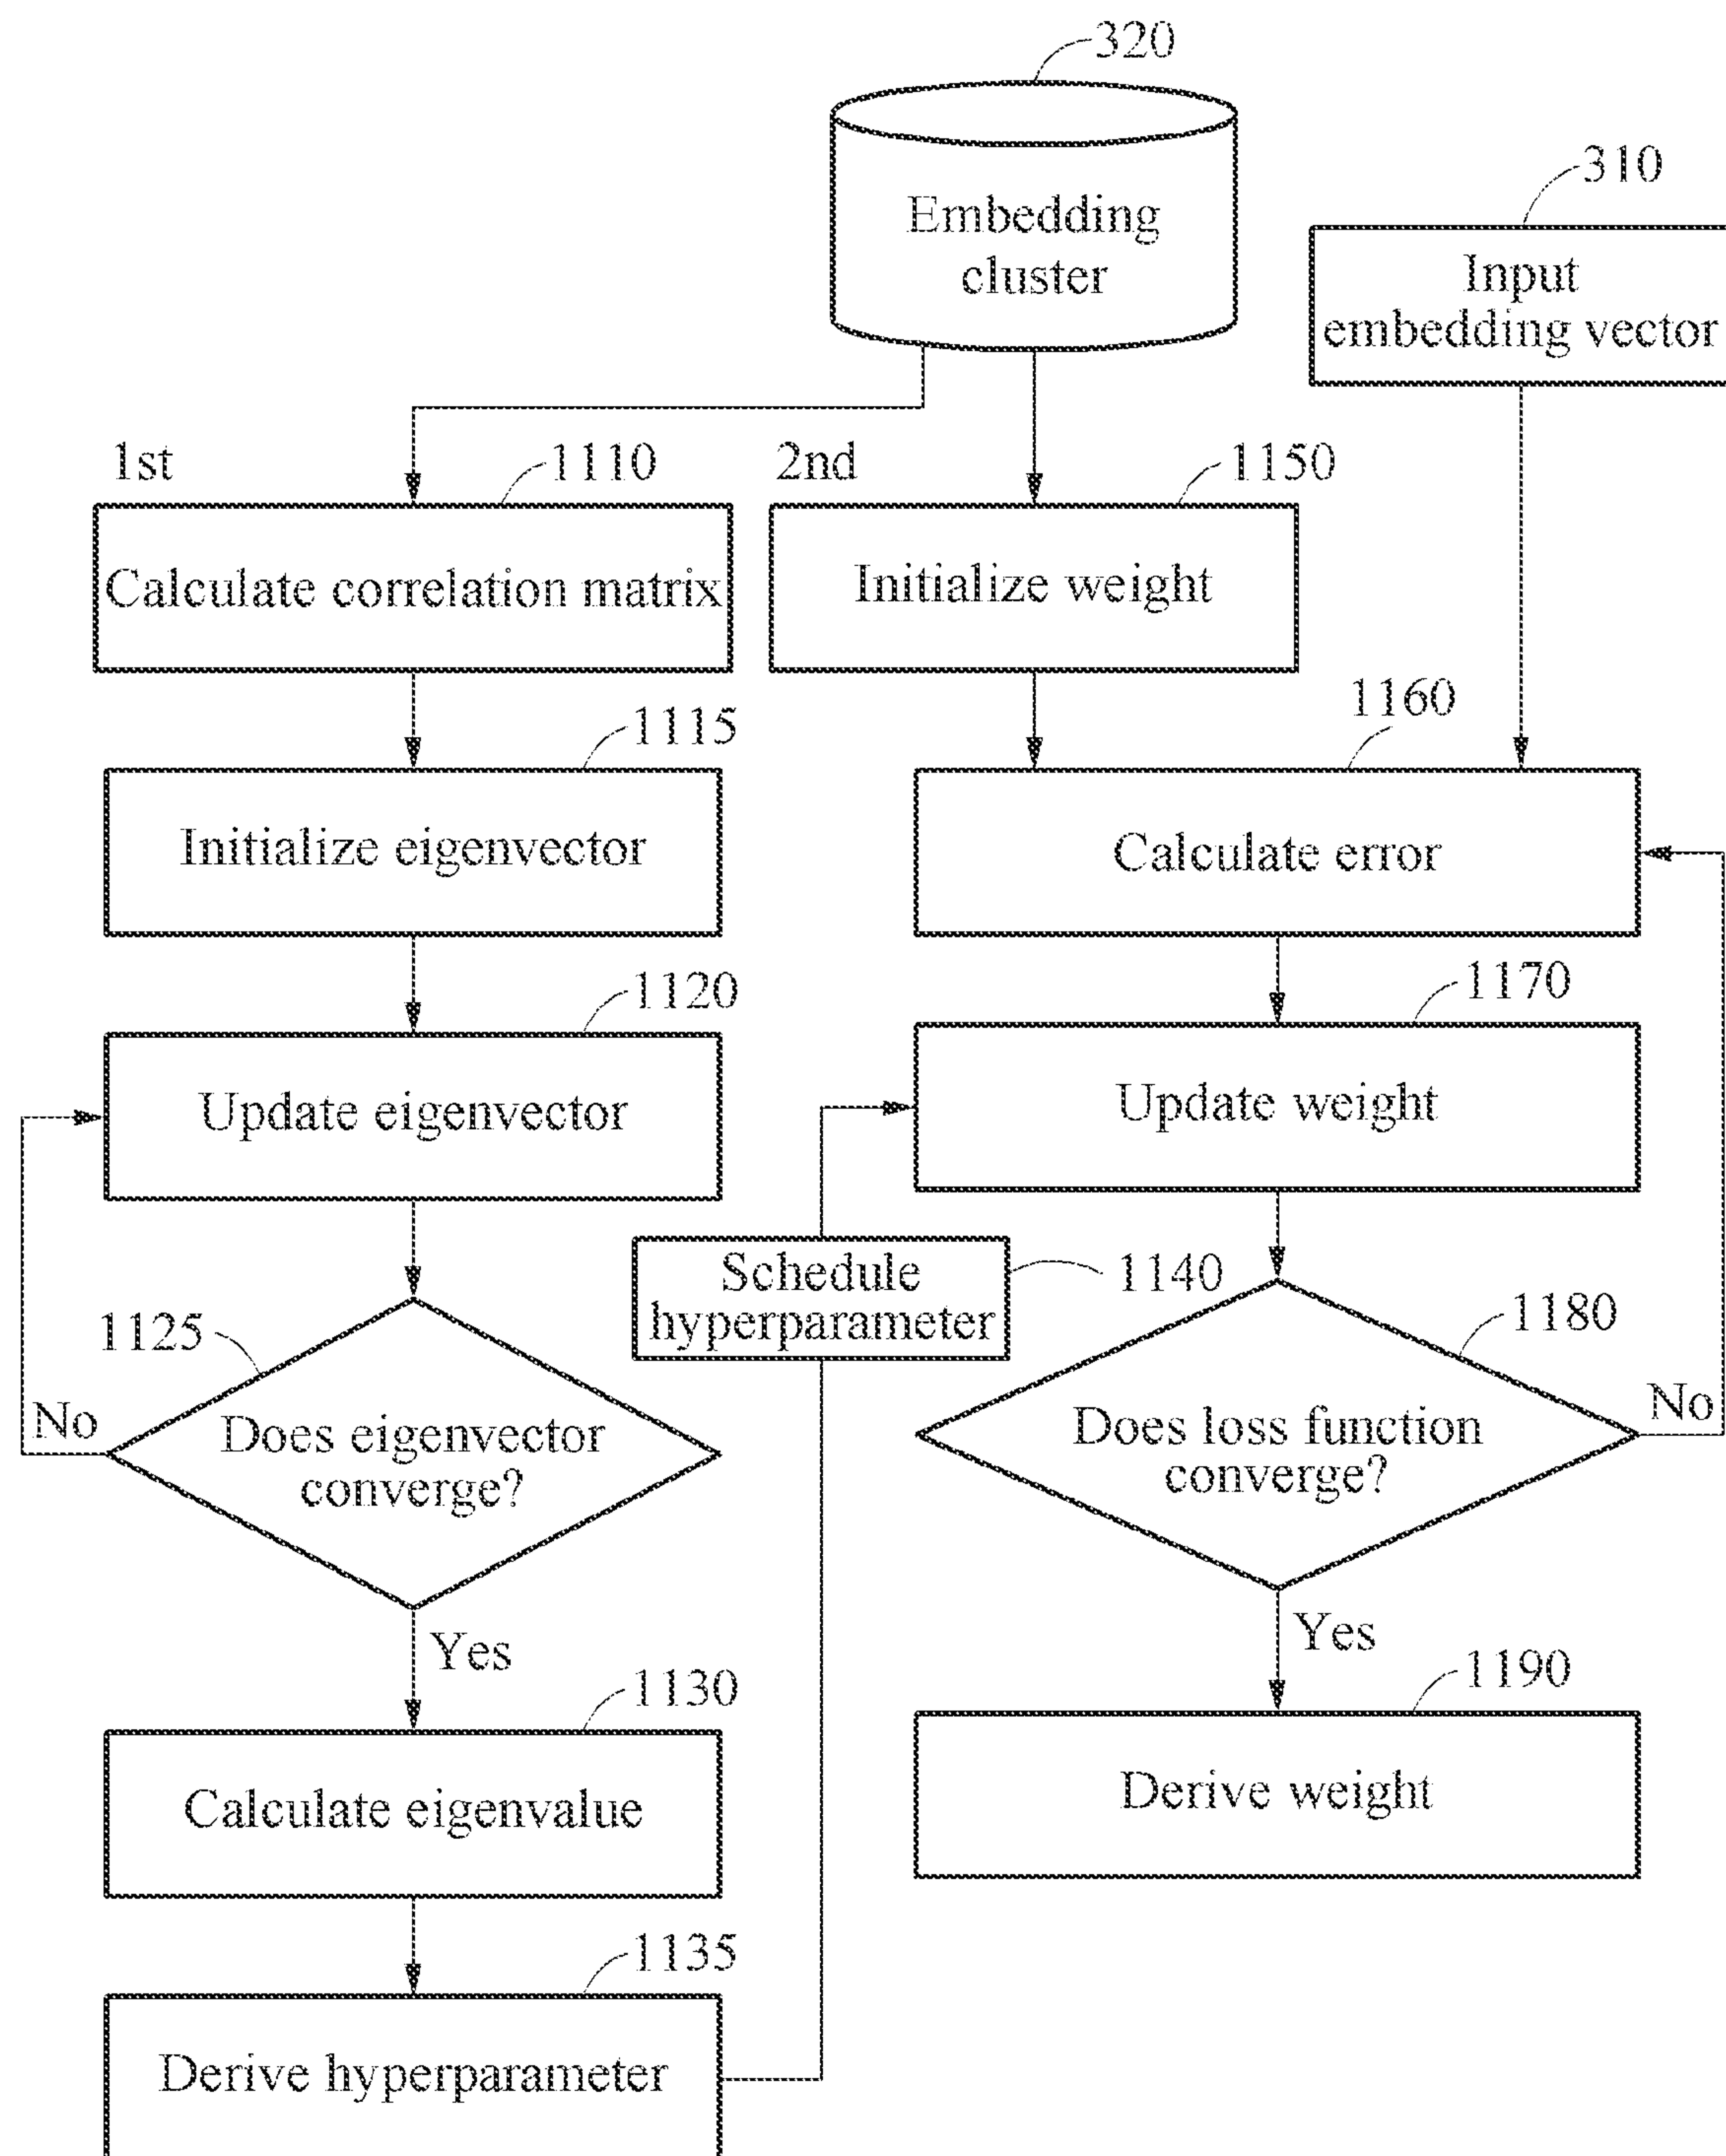 320
Embedding
cluster
310
Input
embedding vector
1st
1110
Calculate correlation matrix
2nd
1150
Initialize weight
1115
Initialize eigenvector
1160
Calculate error
1120
Update eigenvector
1170
Update weight
Schedule
hyperparameter
1140
1125
No
Does eigenvector
converge?
1180
No
Does loss function
converge?
Yes
1130
Calculate eigenvalue
Yes
1190
Derive weight
1135
Derive hyperparameter